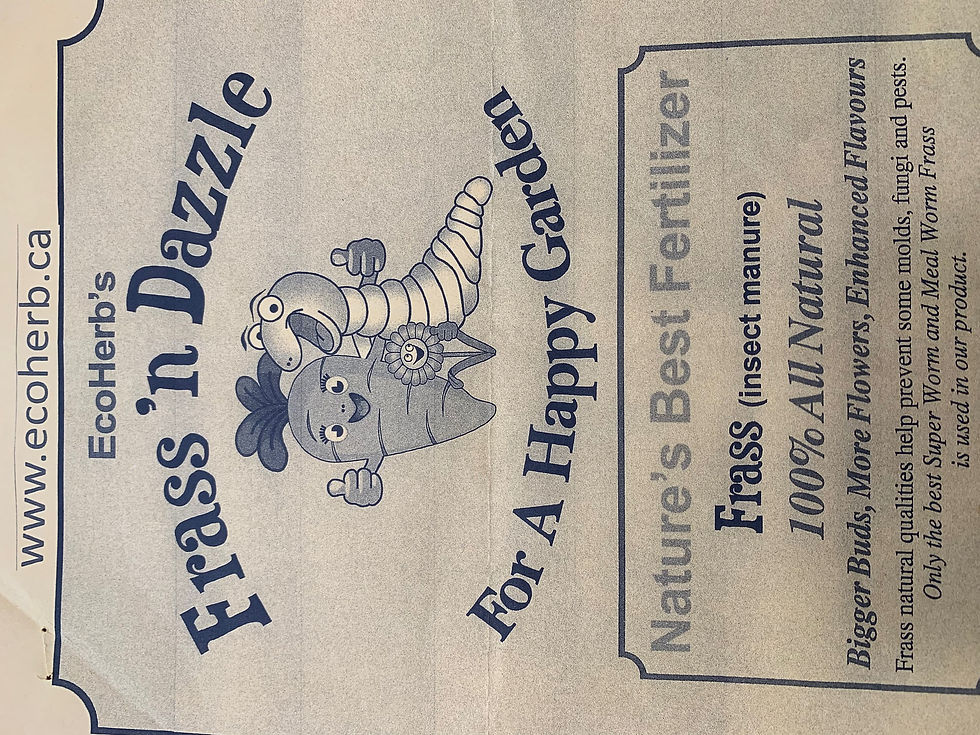 www.ecoherb.ca
EcoHerb's
Frass 'n Dazzle
For A Happy Garden
Nature's Best Fertilizer
Frass (insect manure)
100% All Natural
Bigger Buds, More Flowers, Enhanced Flavours
Frass natural qualities help prevent some molds, fungi and pests.
Only the best Super Worm and Meal Worm Frass
is used in our product.